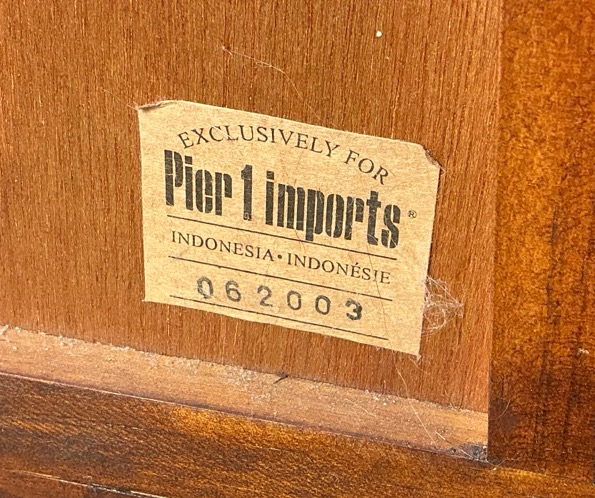 EXCLUSIVELY FOR
Pier 1 imports®
INDONESIA • INDONÉSIE
062003